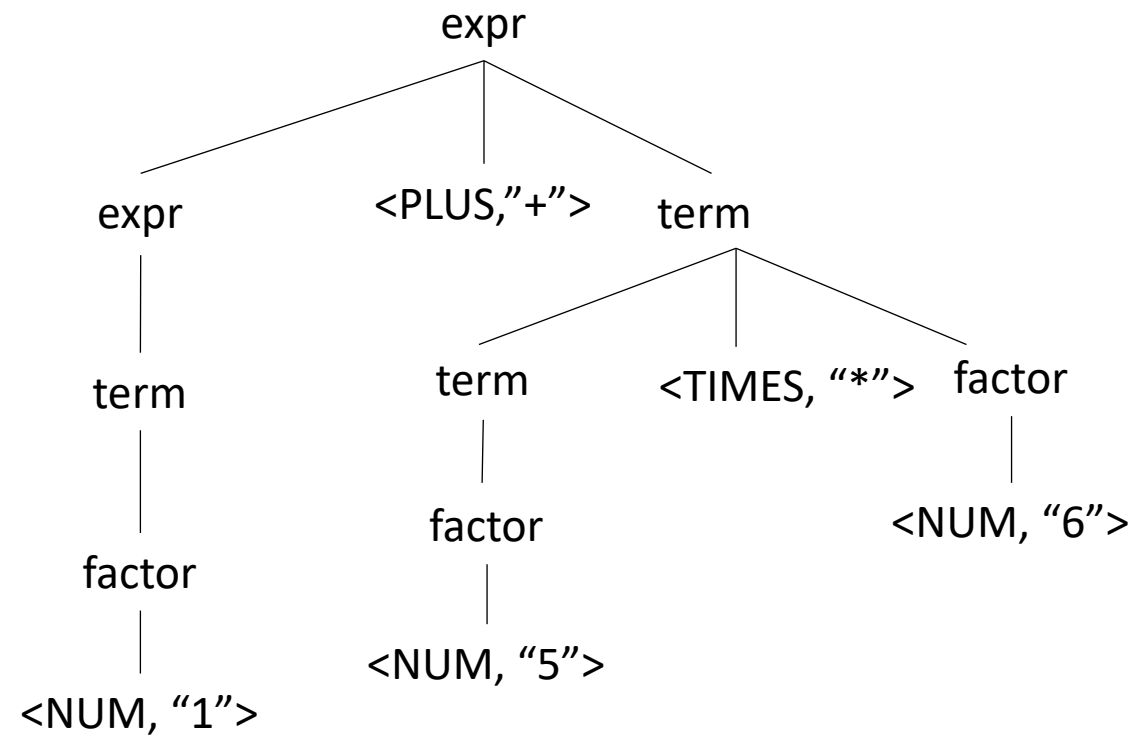 expr
expr <PLUS,”+”> term
term term <TIMES, “*”> factor
factor factor <NUM, “6”>
<NUM, “1”> <NUM, “5”>